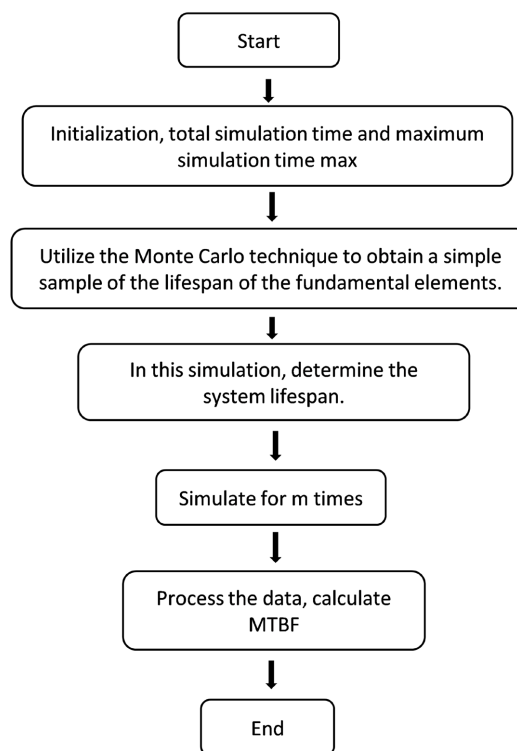 Start
Initialization, total simulation time and maximum
simulation time max
Utilize the Monte Carlo technique to obtain a simple
sample of the lifespan of the fundamental elements.
In this simulation, determine the
system lifespan.
Simulate for m times
Process the data, calculate
MTBF
End